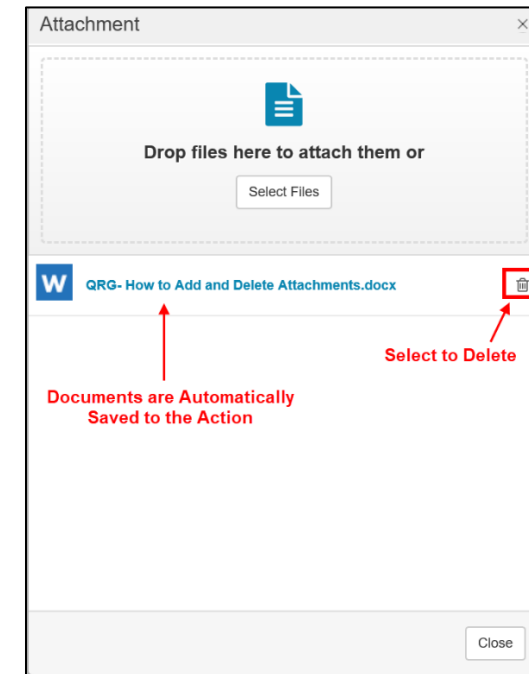 Attachment
Drop files here to attach them or
Select Files
W
QRG- How to Add and Delete Attachments.docx
Select to Delete
Documents are Automatically
Saved to the Action
Close